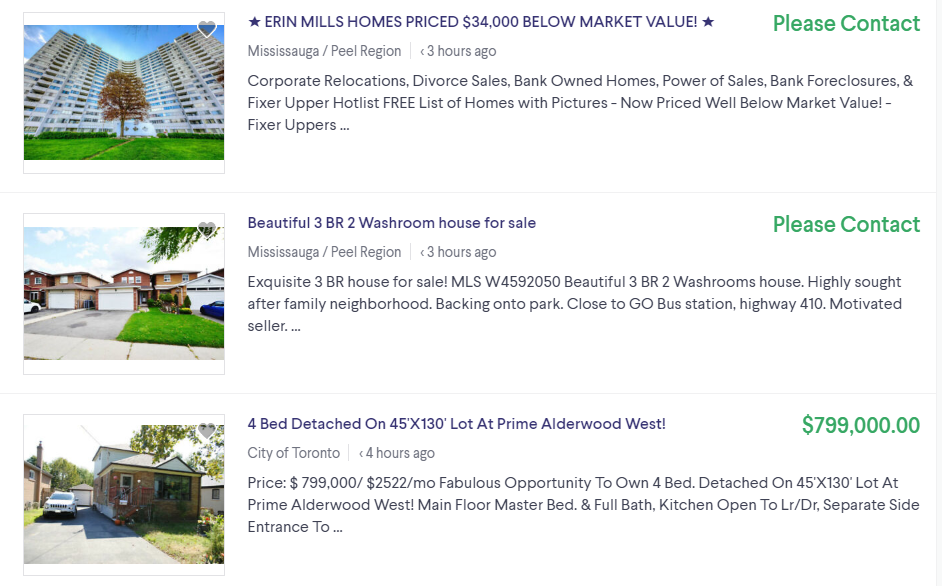 ★ ERIN MILLS HOMES PRICED $34,000 BELOW MARKET VALUE! ★
Please Contact
Mississauga / Peel Region
‹ 3 hours ago
Corporate Relocations, Divorce Sales, Bank Owned Homes, Power of Sales, Bank Foreclosures, &
Fixer Upper Hotlist FREE List of Homes with Pictures - Now Priced Well Below Market Value! -
Fixer Uppers ...
Beautiful 3 BR 2 Washroom house for sale
Please Contact
Mississauga / Peel Region
‹ 3 hours ago
Exquisite 3 BR house for sale! MLS W4592050 Beautiful 3 BR 2 Washrooms house. Highly sought
after family neighborhood. Backing onto park. Close to GO Bus station, highway 410. Motivated
seller. ...
4 Bed Detached On 45'X130' Lot At Prime Alderwood West!
$799,000.00
City of Toronto
‹ 4 hours ago
Price: $ 799,000/ $2522/mo Fabulous Opportunity To Own 4 Bed. Detached On 45'X130' Lot At
Prime Alderwood West! Main Floor Master Bed. & Full Bath, Kitchen Open To Lr/Dr, Separate Side
Entrance To ...